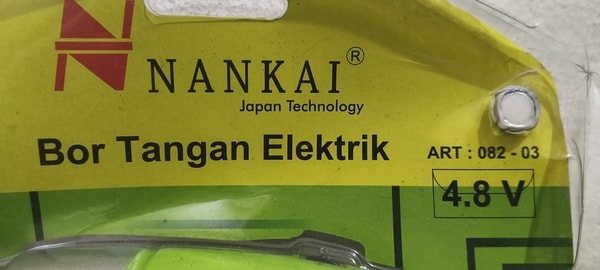 NANKAI®
Japan Technology
Bor Tangan Elektrik
ART : 082 - 03
4.8 V